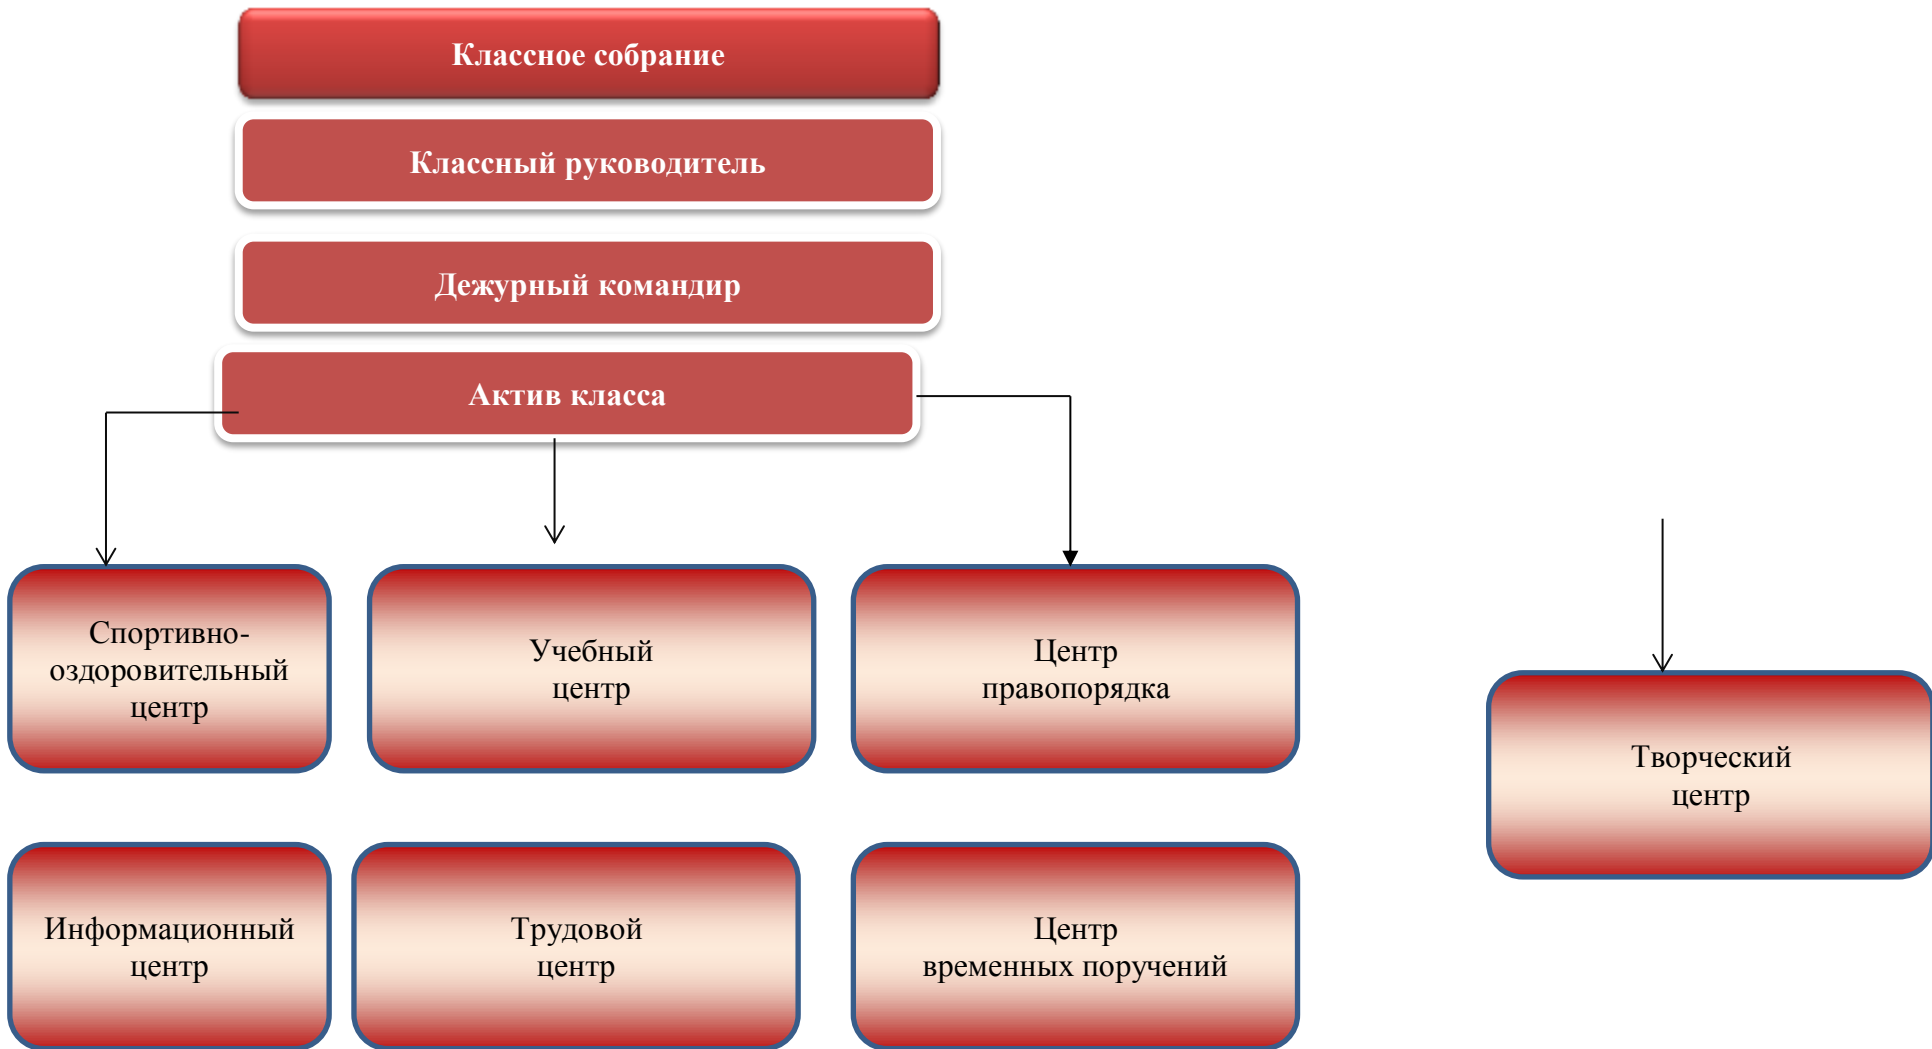 Классное собрание
Классный руководитель
Дежурный командир
Актив класса
Спортивно-
оздоровительный
центр
Учебный
центр
Центр
правопорядка
Творческий
центр
Информационный
центр
Трудовой
центр
Центр
временных поручений